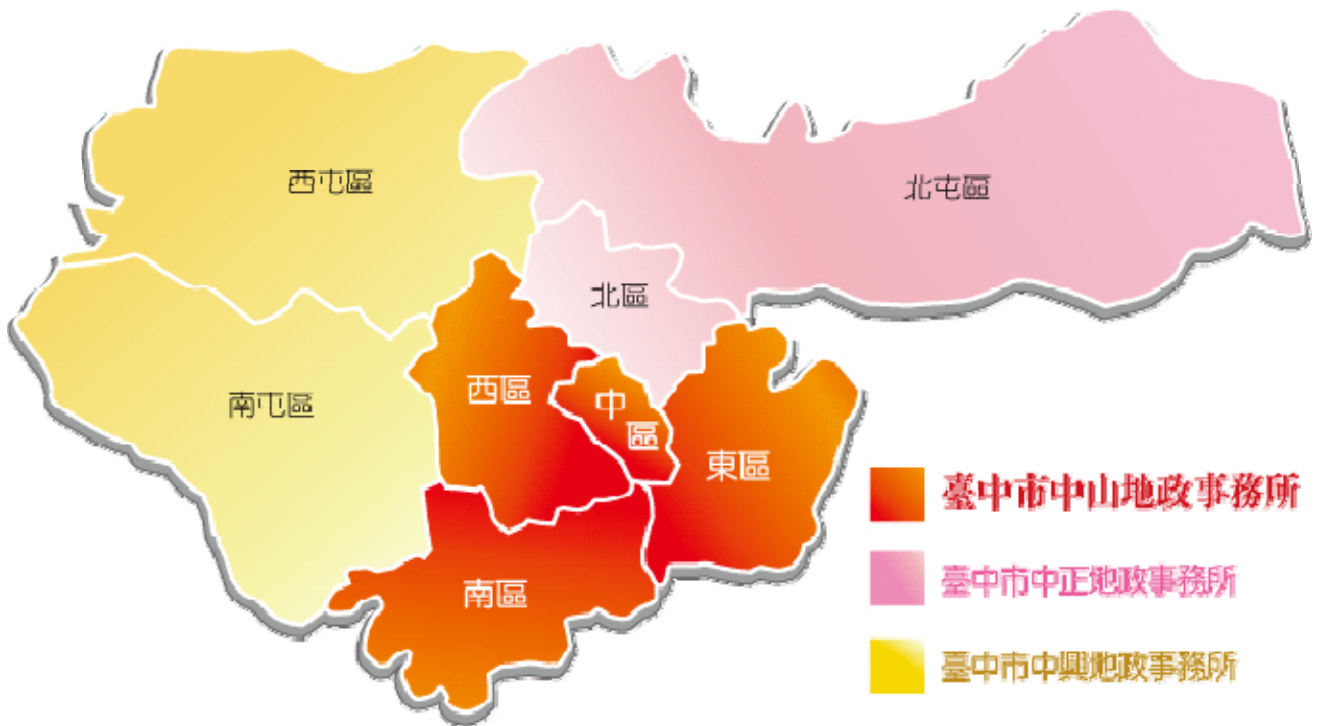 西屯區
北屯區
北區
南屯區
西區
中
區
東區
南區
臺中市中山地政事務所
臺中市中正地政事務所
臺中市中興地政事務所